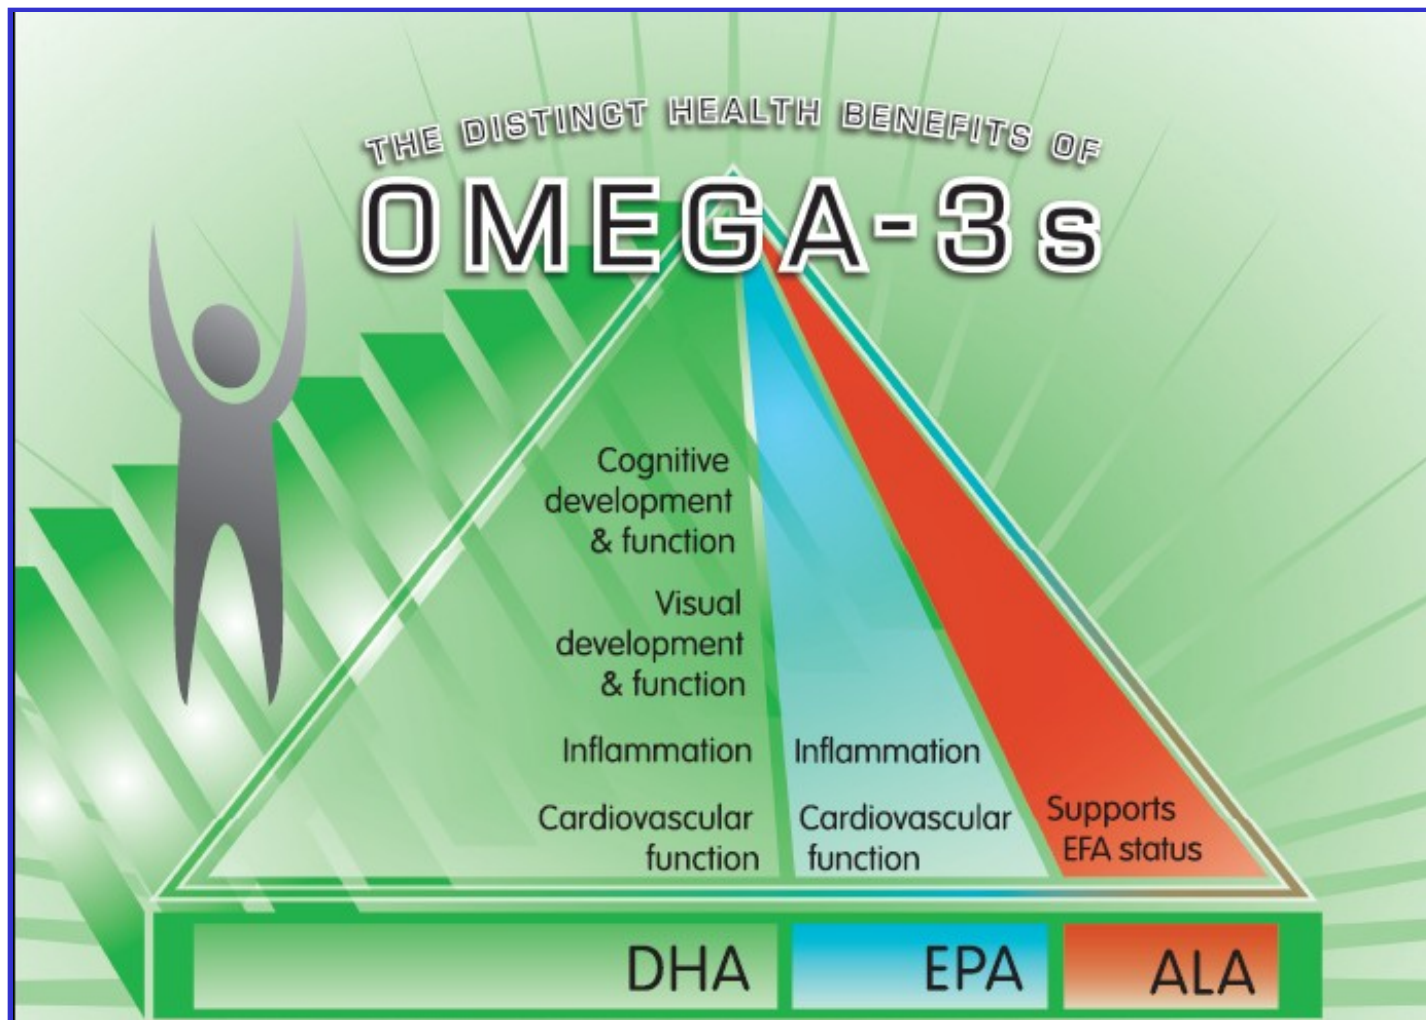 THE DISTINCT HEALTH BENEFITS OF
OMEGA-3s
Cognitive
development
& function
Visual
development
& function
Inflammation
Cardiovascular
function
Inflammation
Cardiovascular
function
Supports
EFA status
DHA
EPA
ALA